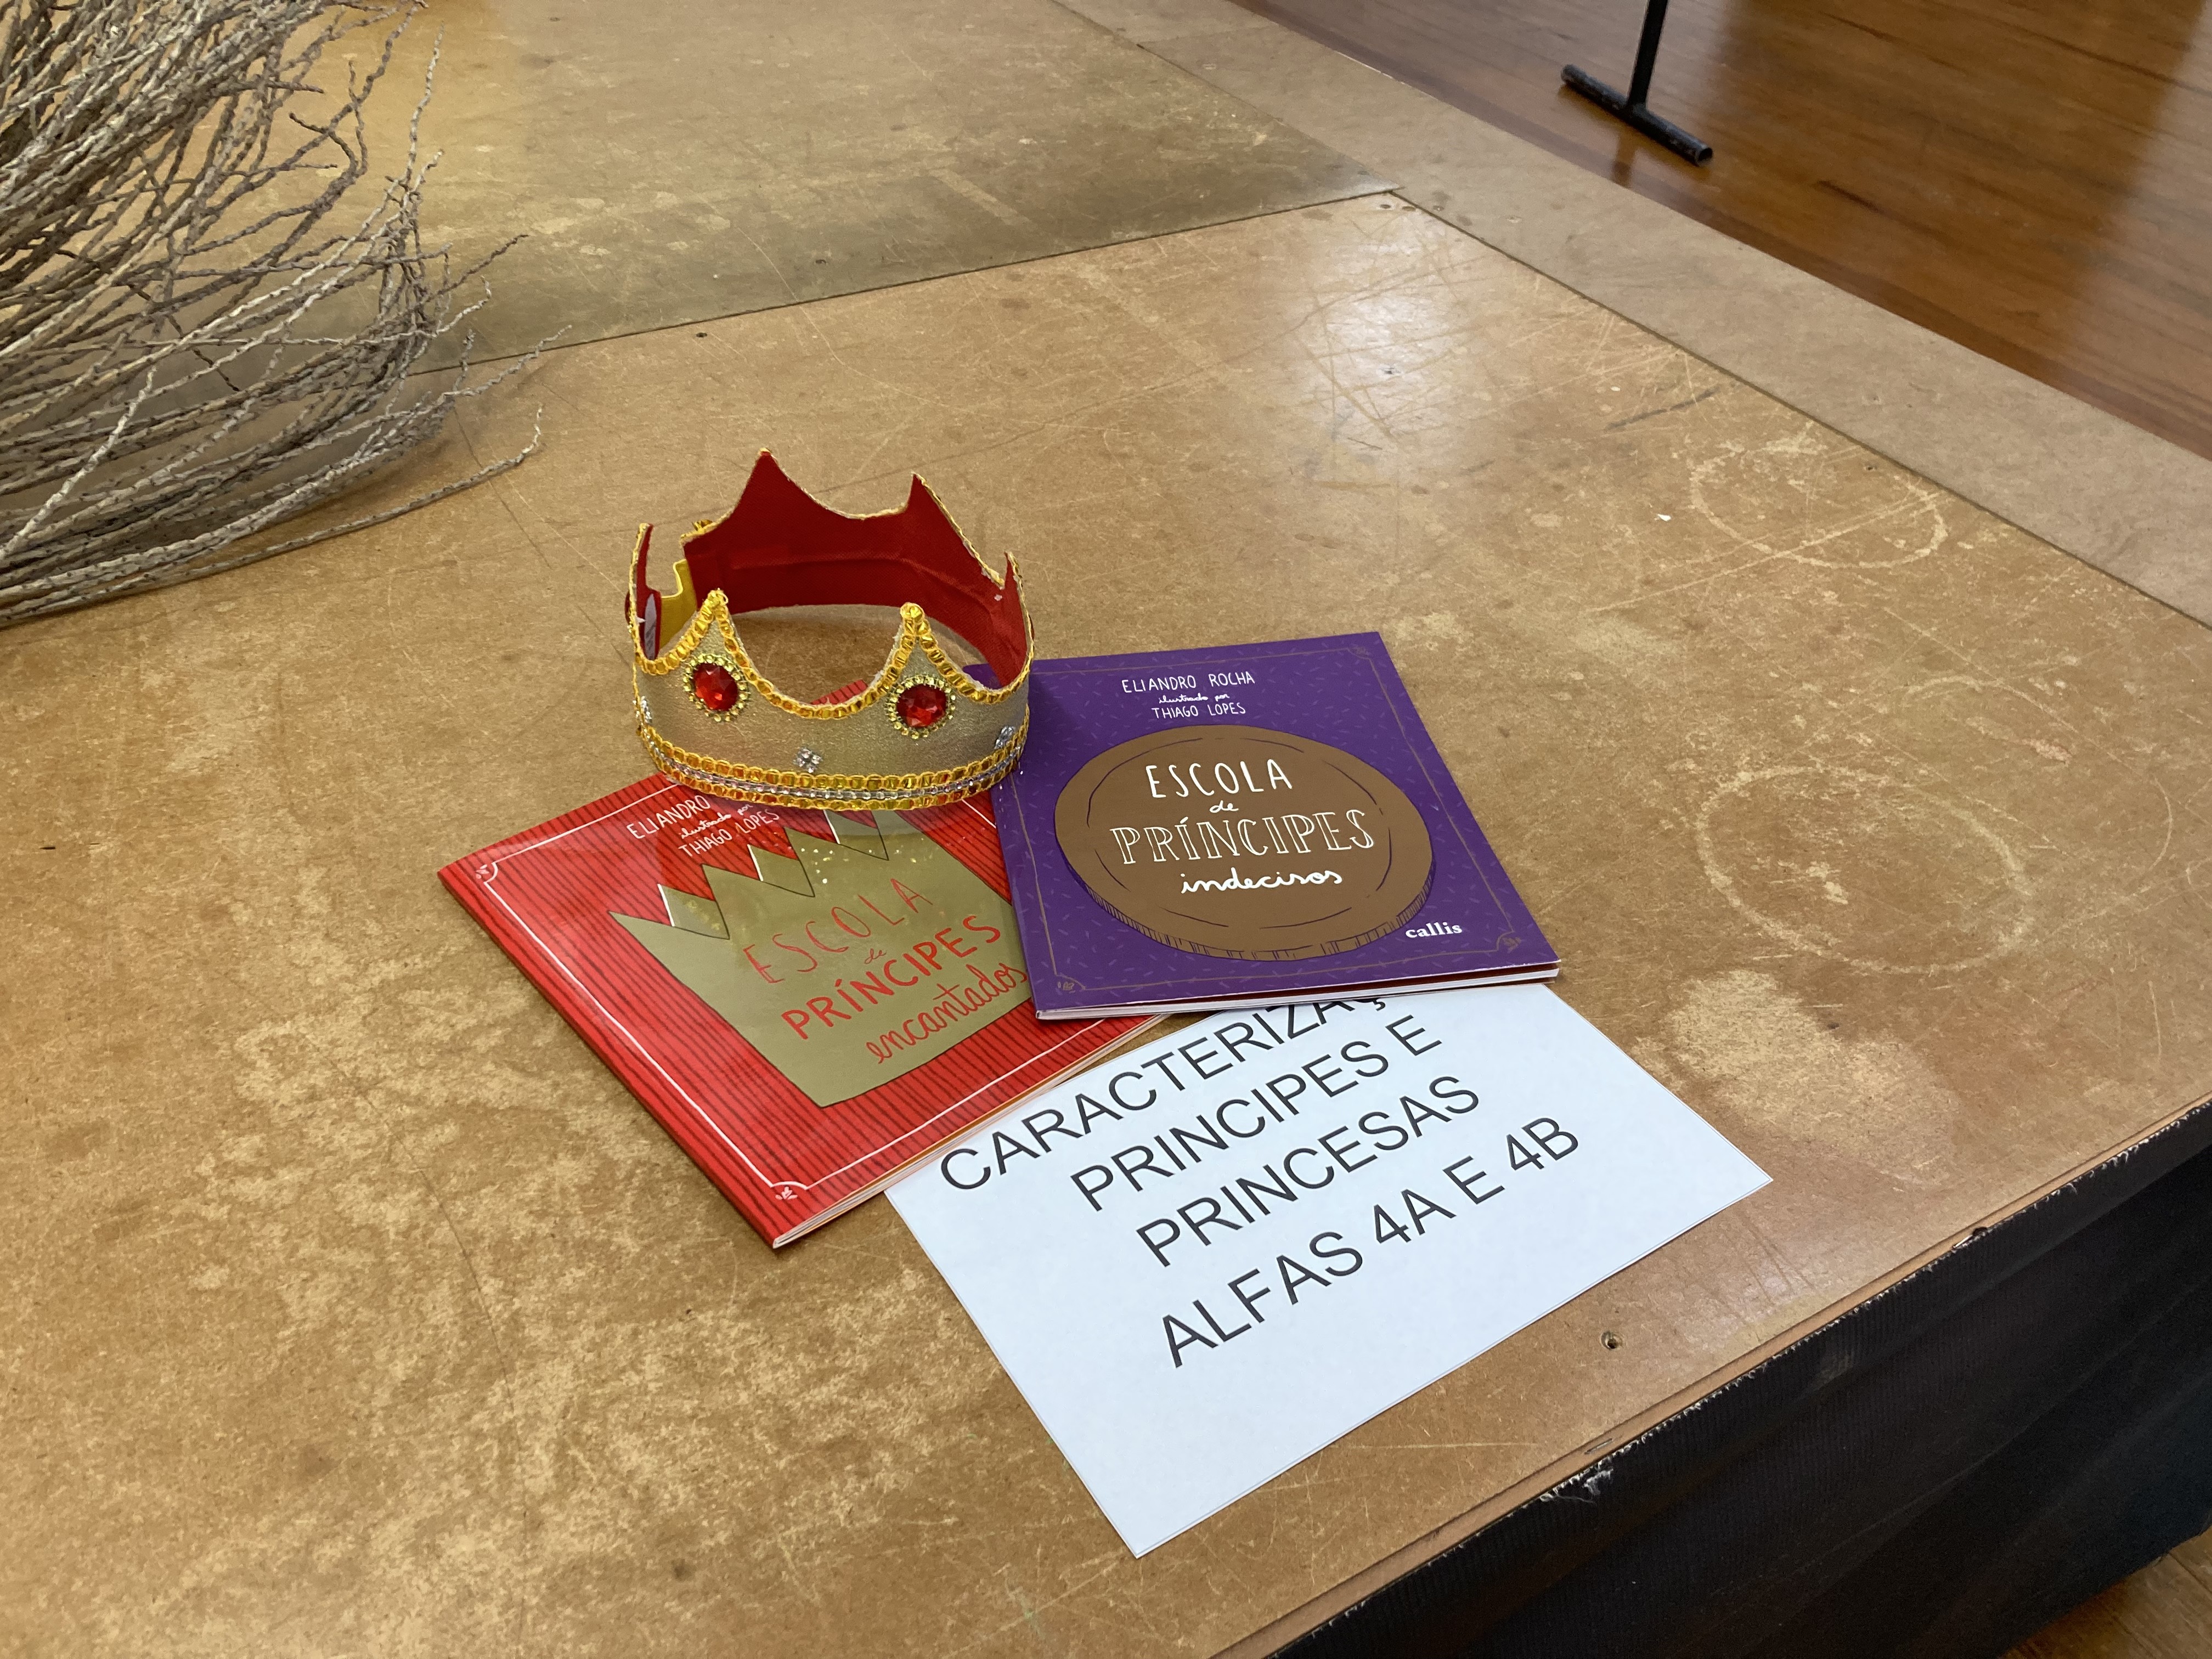 ELIANDRO
ilustrado por
THIAGO LOPES
ESCOLA
de
PRÍNCIPES
encantados
ELIANDRO ROCHA
ilustrado por
THIAGO LOPES
ESCOLA
de
PRÍNCIPES
indecisos
callis
CARACTERIZAÇ
PRINCIPES E
PRINCESAS
ALFAS 4A E 4B